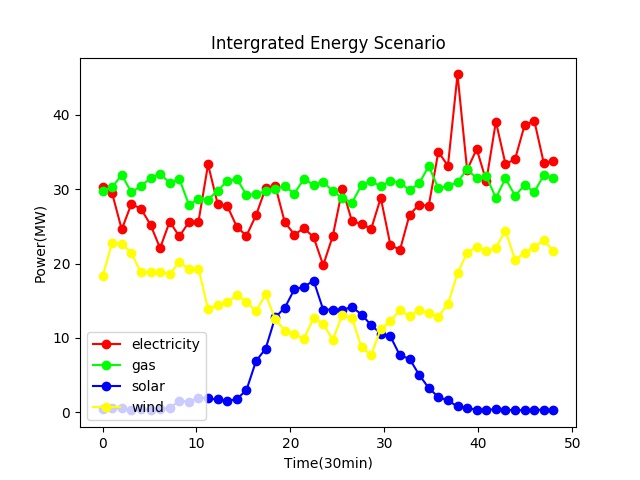 Intergrated Energy Scenario
Power(MW)
40
30
20
10
0
electricity
gas
solar
wind
0 10 20 30 40 50
Time(30min)